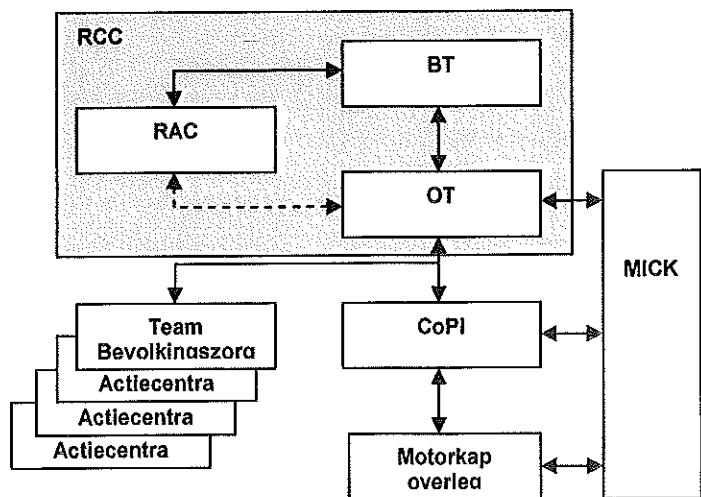 RCC
BT
RAC
OT
MICK
Team
Bevolkingszorg
CoPI
Actiecentra
Actiecentra
Actiecentra
Motorkap
overleg